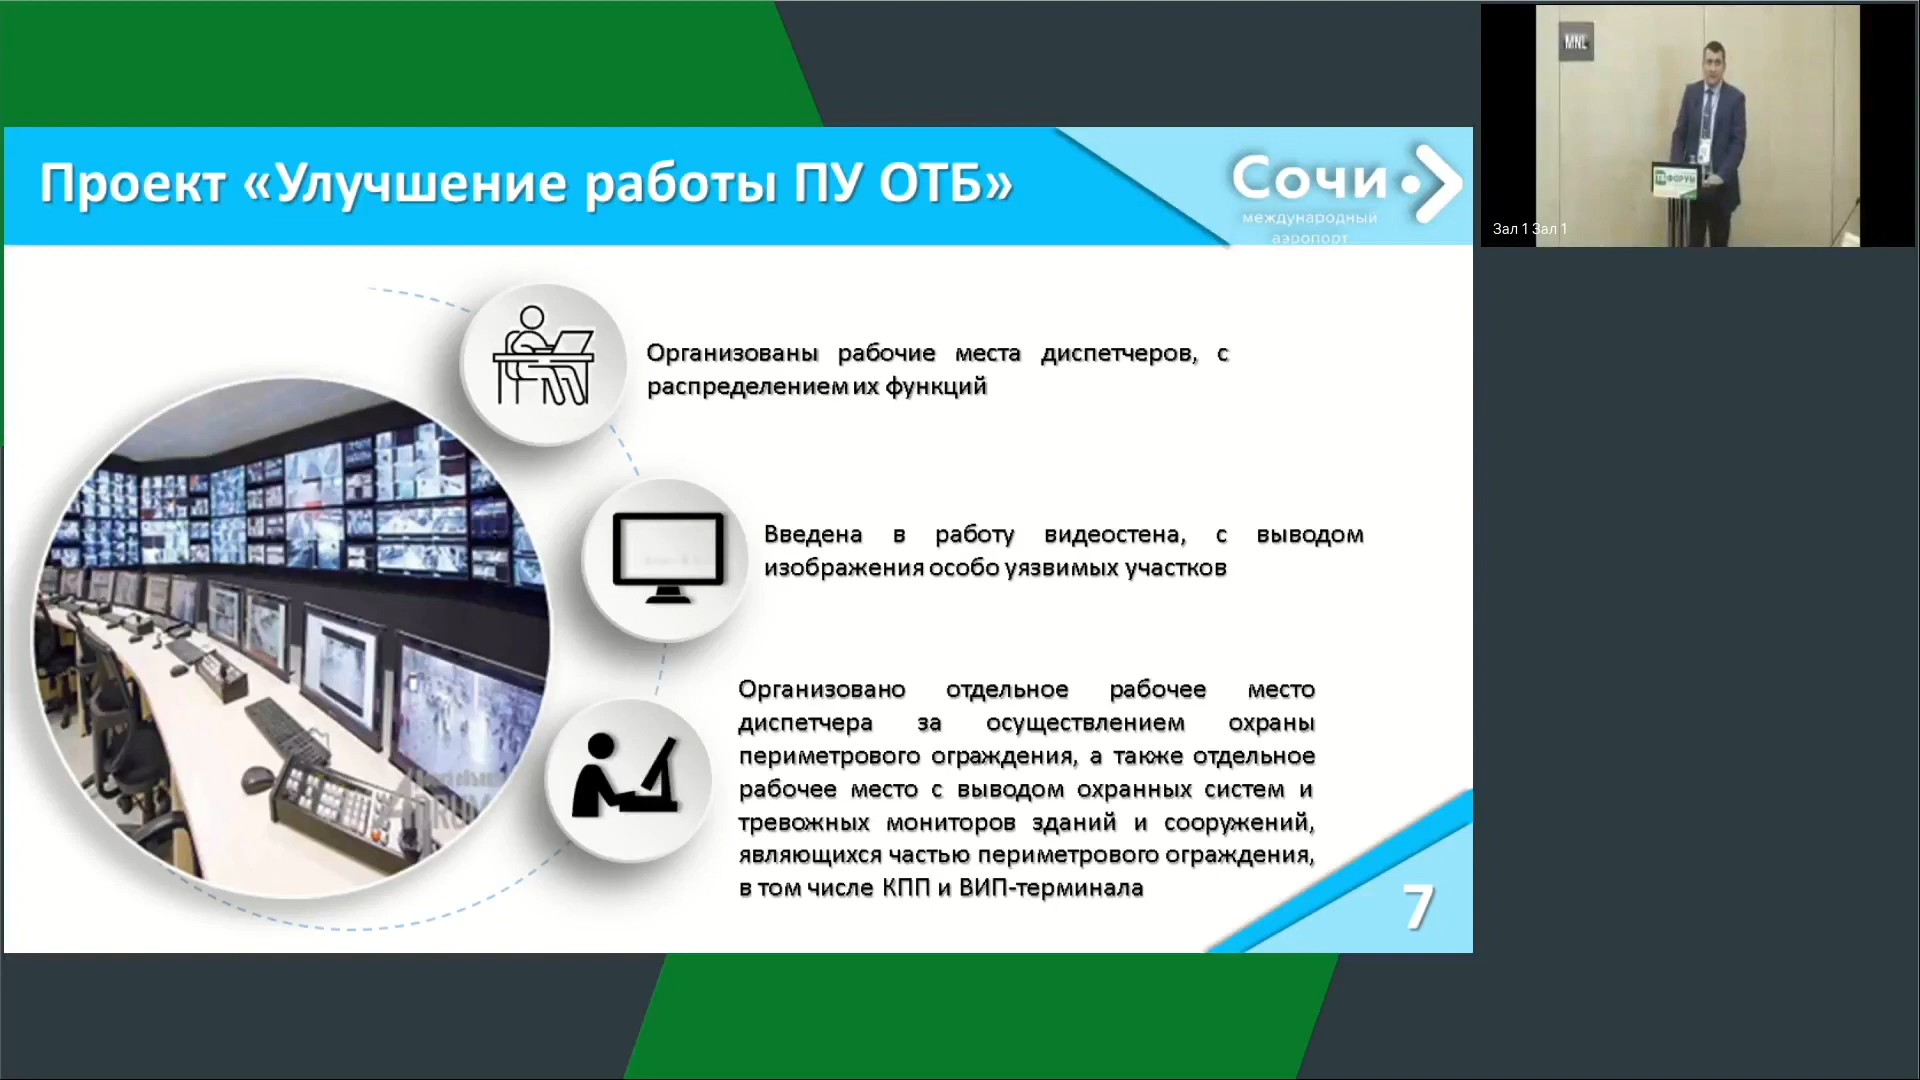 Проект «Улучшение работы ПУ ОТБ»
Сочи
международный
аэропорт
MNL
ФОРУМ
Зал 1 Зал 1
Организованы рабочие места диспетчеров, с
распределением их функций
Введена в работу видеостена, с выводом
изображения особо уязвимых участков
Организовано отдельное рабочее место
диспетчера за осуществлением охраны
периметрового ограждения, а также отдельное
рабочее место с выводом охранных систем и
тревожных мониторов зданий и сооружений,
являющихся частью периметрового ограждения,
в том числе КПП и ВИП-терминала
7